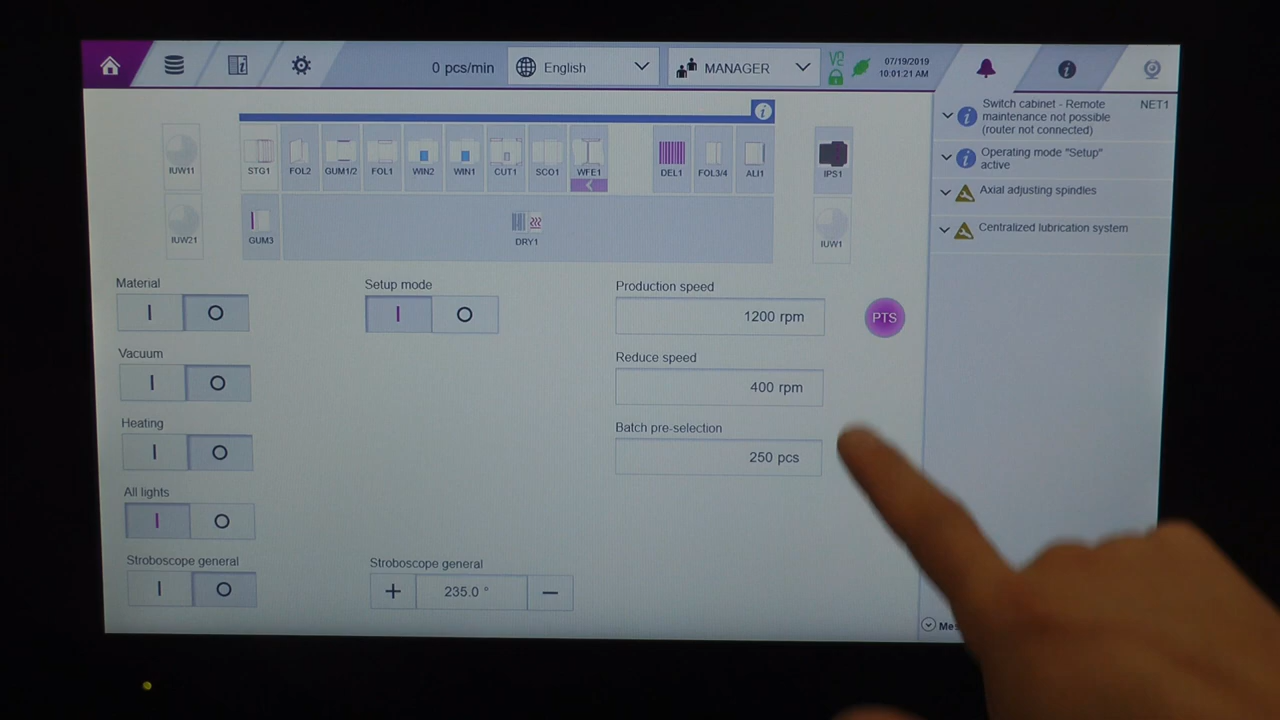 0 pcs/min
English
MANAGER
V2
07/19/2019
10:01:21 AM
i
IUW11
STG1
FOL2
GUM1/2
FOL1
WIN2
WIN1
CUT1
SCO1
WFE1
DEL1
FOL3/4
ALI1
IPS1
IUW21
GUM3
DRY1
IUW1
Material
I O
Setup mode
I O
Vacuum
I O
Heating
I O
All lights
I O
Stroboscope general
I O
Stroboscope general
+ 235.0 ° −
Production speed
1200 rpm
PTS
Reduce speed
400 rpm
Batch pre-selection
250 pcs
Switch cabinet - Remote
maintenance not possible
(router not connected)
NET1
Operating mode "Setup"
active
Axial adjusting spindles
Centralized lubrication system